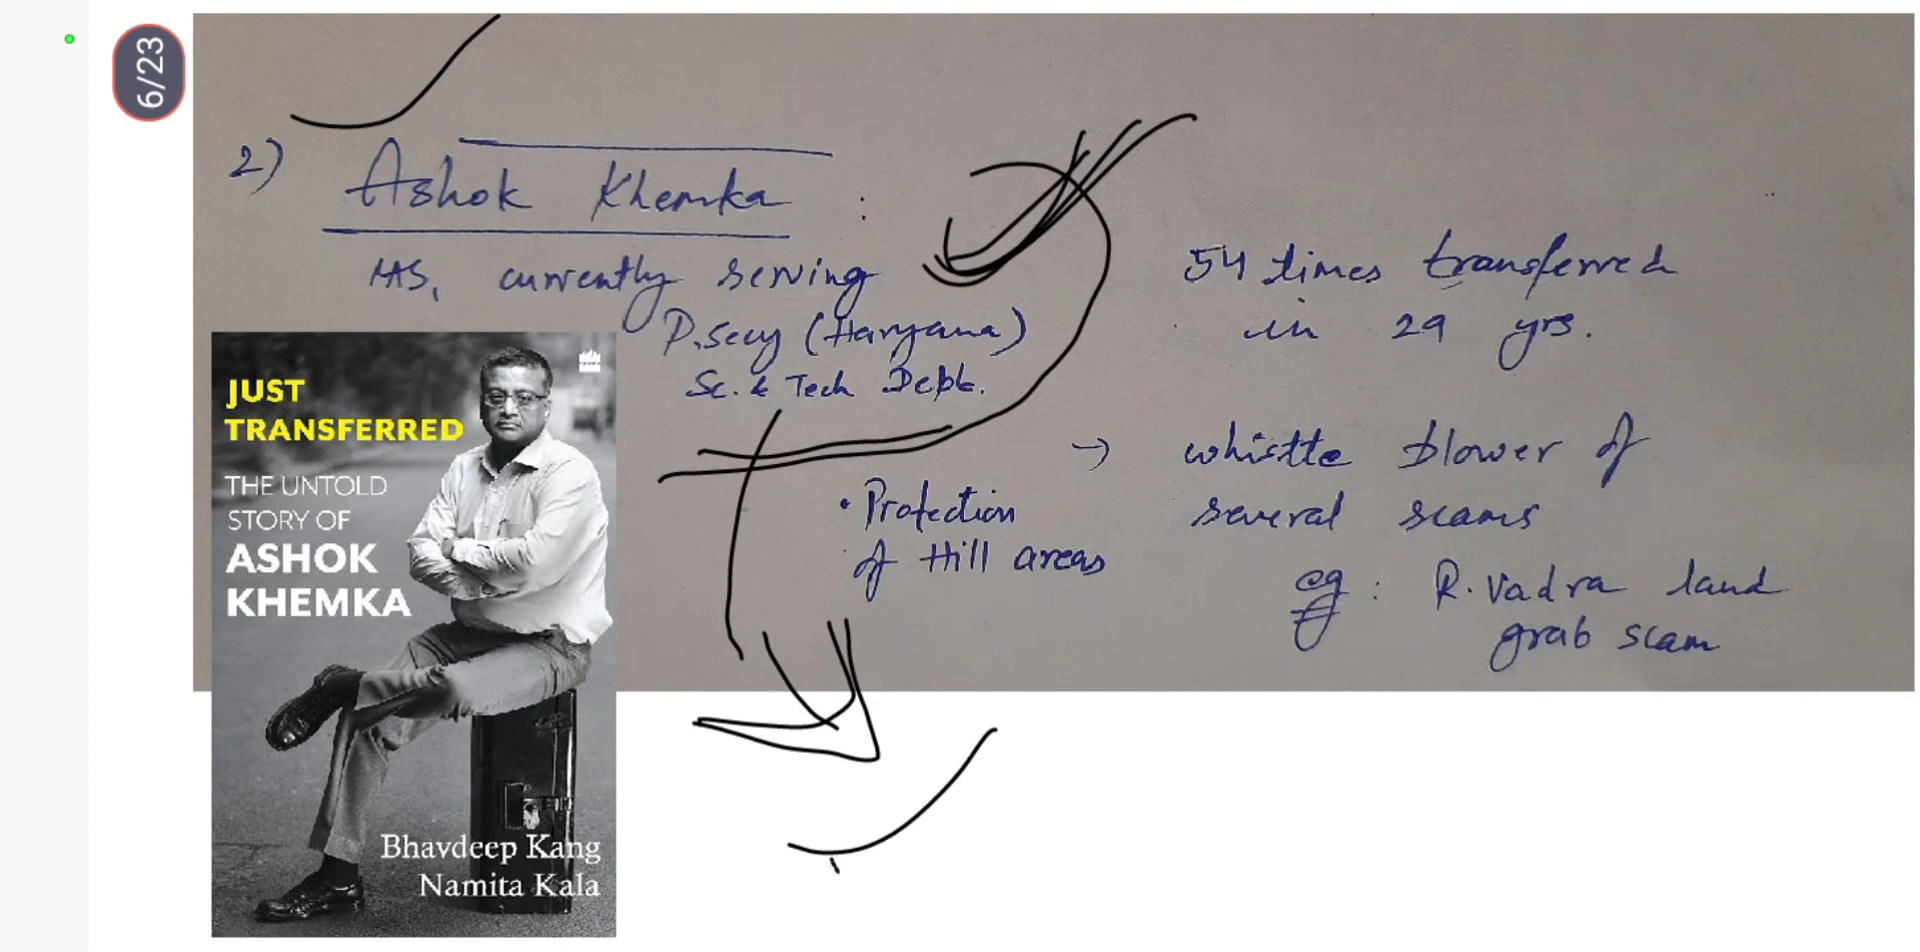 6/23
2) Ashok Khemka :
IAS, currently serving
P.Secy (Haryana)
Sc. & Tech Deptt.
54 times transferred
in 29 yrs.
• Protection
of Hill areas
→ whistle blower of
several scams
eg : R. Vadra land
grab scam
JUST
TRANSFERRED
THE UNTOLD
STORY OF
ASHOK
KHEMKA
Bhavdeep Kang
Namita Kala